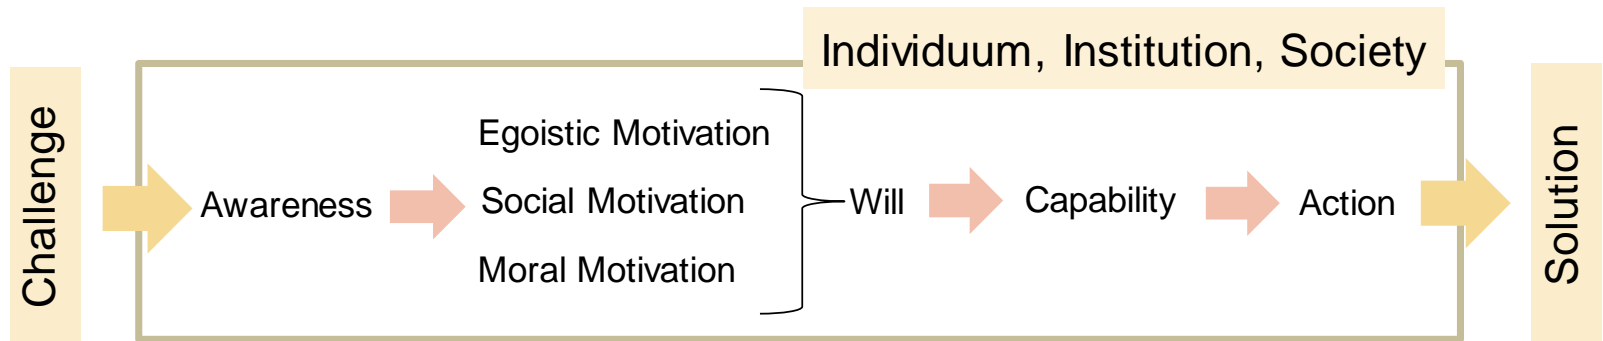 Individuum, Institution, Society
Challenge
Awareness
Egoistic Motivation
Social Motivation
Moral Motivation
Will
Capability
Action
Solution